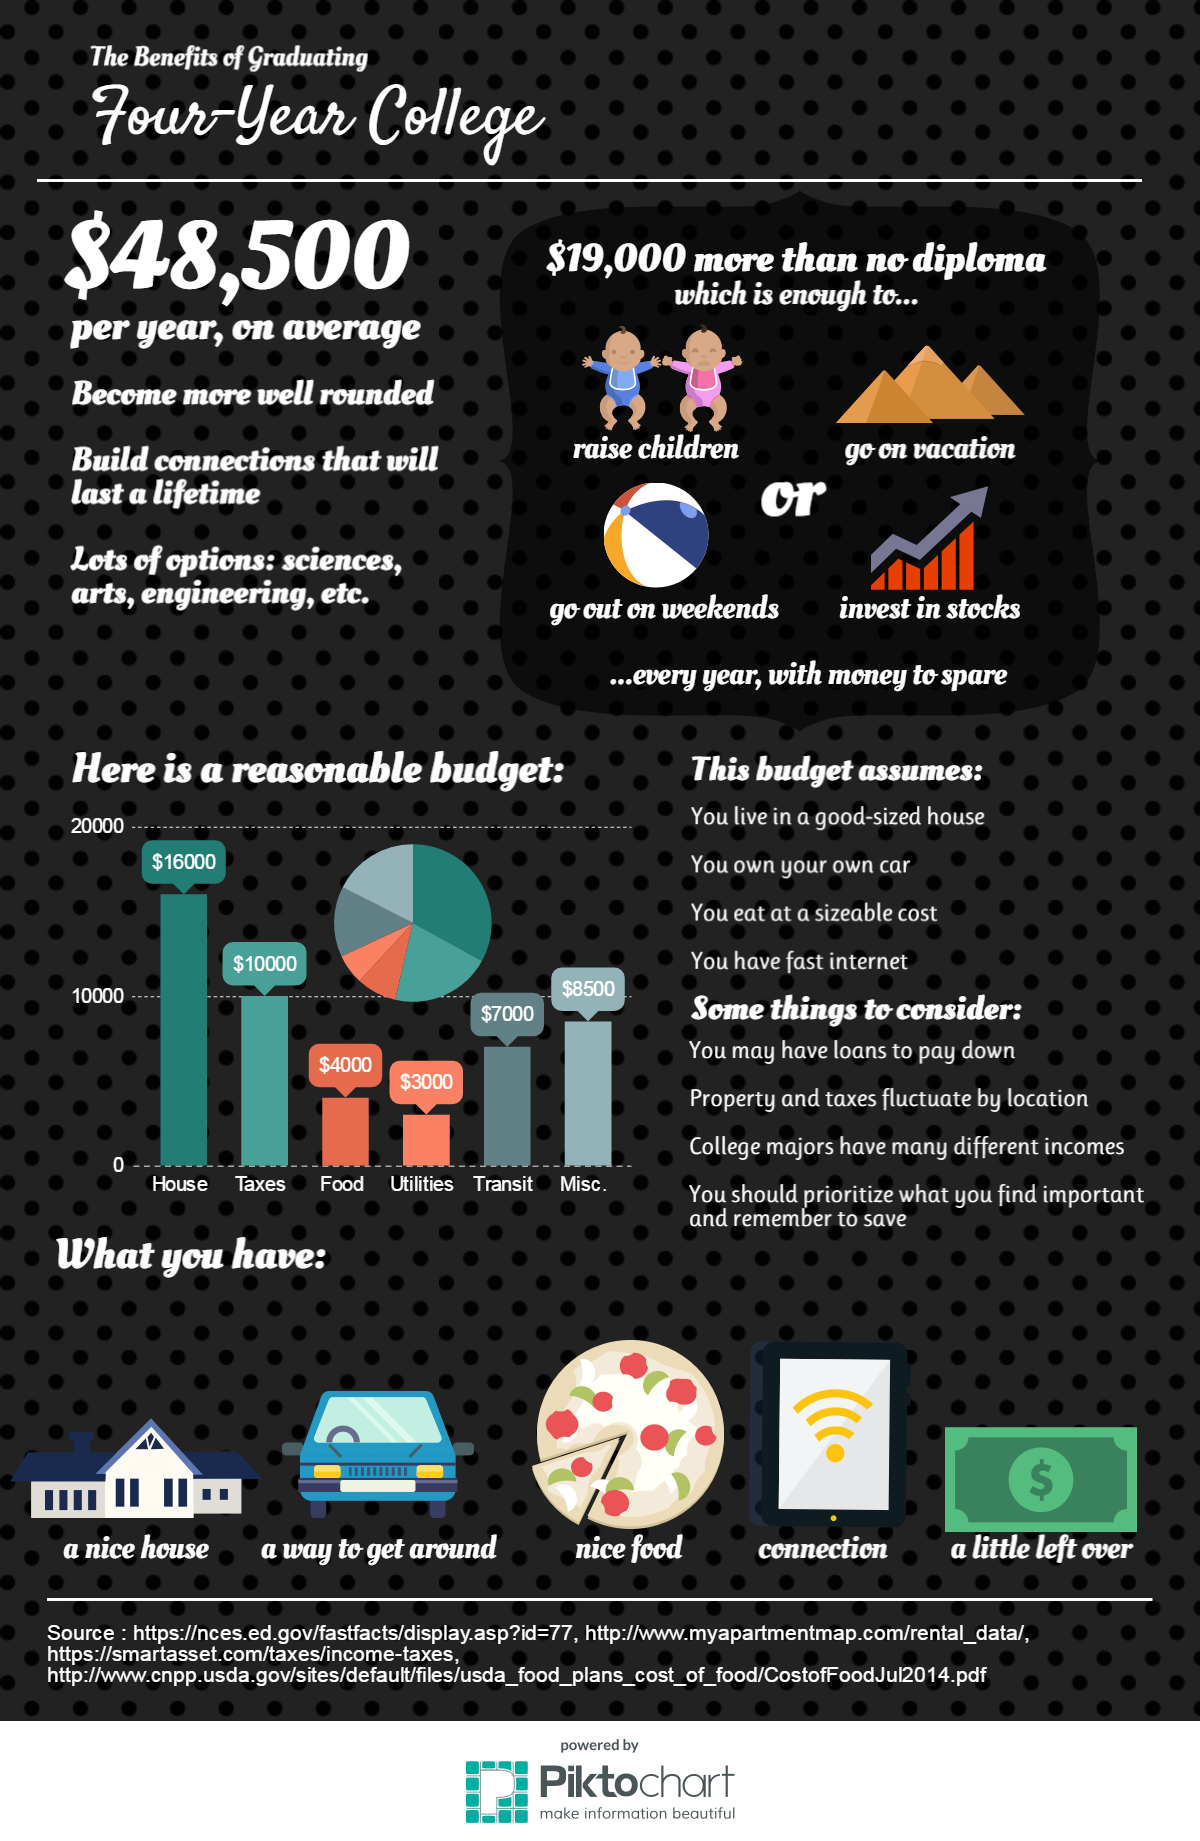 The Benefits of Graduating
Four-Year College
$48,500
per year, on average
Become more well rounded
Build connections that will
last a lifetime
Lots of options: sciences,
arts, engineering, etc.
$19,000 more than no diploma
which is enough to...
raise children
go on vacation
or
go out on weekends
invest in stocks
...every year, with money to spare
Here is a reasonable budget:
20000
10000
0
$16000
$10000
$4000
$3000
$7000
$8500
House
Taxes
Food
Utilities
Transit
Misc.
This budget assumes:
You live in a good-sized house
You own your own car
You eat at a sizeable cost
You have fast internet
Some things to consider:
You may have loans to pay down
Property and taxes fluctuate by location
College majors have many different incomes
You should prioritize what you find important
and remember to save
What you have:
$
a nice house
a way to get around
nice food
connection
a little left over
Source : https://nces.ed.gov/fastfacts/display.asp?id=77, http://www.myapartmentmap.com/rental_data/,
https://smartasset.com/taxes/income-taxes,
http://www.cnpp.usda.gov/sites/default/files/usda_food_plans_cost_of_food/CostofFoodJul2014.pdf
powered by
Piktochart
make information beautiful